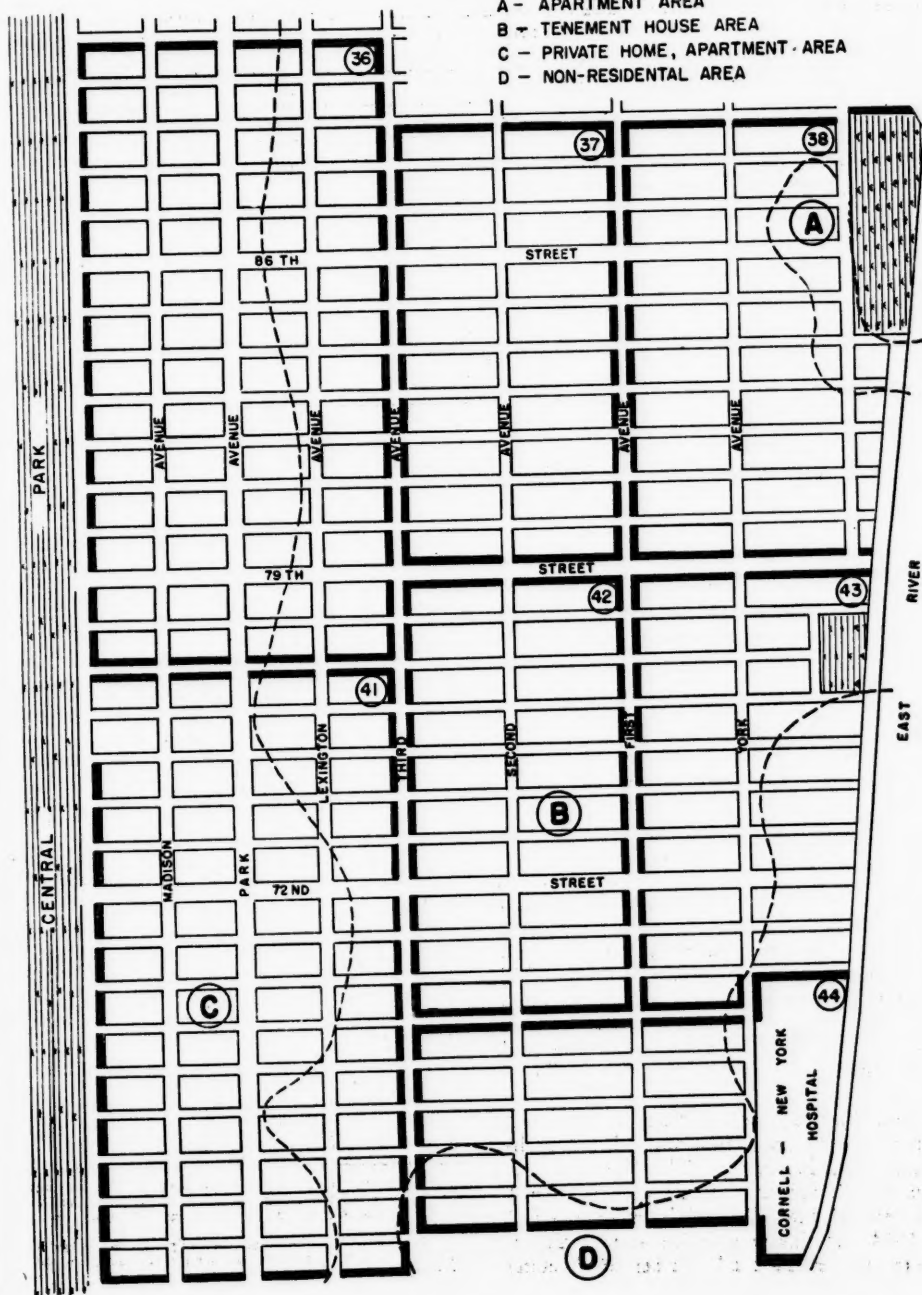 A - APARTMENT AREA
B - TENEMENT HOUSE AREA
C - PRIVATE HOME, APARTMENT AREA
D - NON-RESIDENTAL AREA
36
37
38
A
86 TH
STREET
AVENUE
AVENUE
AVENUE
AVENUE
AVENUE
AVENUE
AVENUE
PARK
79 TH
STREET
42
43
RIVER
41
EAST
LEXINGTON
THIRD
SECOND
FIRST
YORK
B
CENTRAL
MADISON
PARK
72 ND
STREET
C
44
CORNELL - NEW YORK
HOSPITAL
D